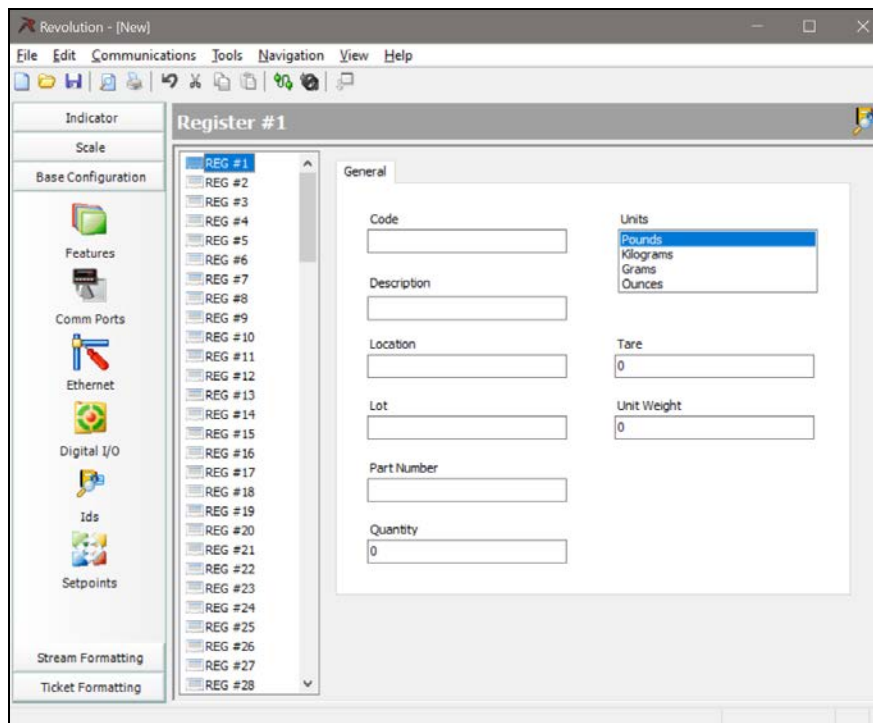 Revolution - [New]
File Edit Communications Tools Navigation View Help
Indicator
Scale
Base Configuration
Features
Comm Ports
Ethernet
Digital I/O
Ids
Setpoints
Stream Formatting
Ticket Formatting
Register #1
REG #1
REG #2
REG #3
REG #4
REG #5
REG #6
REG #7
REG #8
REG #9
REG #10
REG #11
REG #12
REG #13
REG #14
REG #15
REG #16
REG #17
REG #18
REG #19
REG #20
REG #21
REG #22
REG #23
REG #24
REG #25
REG #26
REG #27
REG #28
General
Code
Description
Location
Lot
Part Number
Quantity
0
Units
Pounds
Kilograms
Grams
Ounces
Tare
0
Unit Weight
0